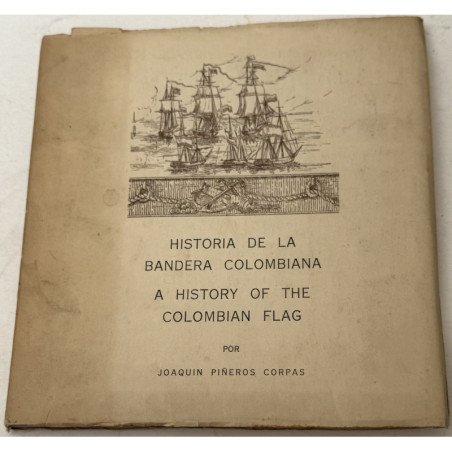 HISTORIA DE LA
BANDERA COLOMBIANA
A HISTORY OF THE
COLOMBIAN FLAG
POR
JOAQUIN PIÑEROS CORPAS